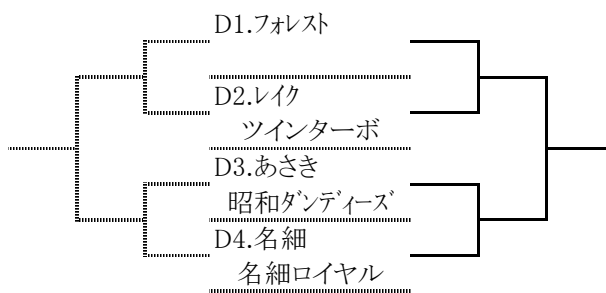 D1.フォレスト
D2.レイク
ツインターボ
D3.あさき
昭和ダンディーズ
D4.名細
名細ロイヤル